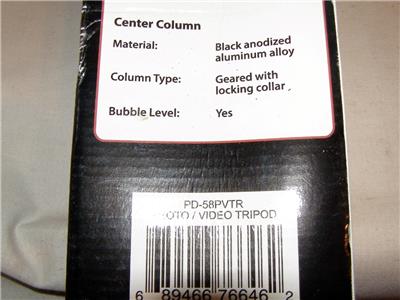 Center Column
Material: Black anodized
aluminum alloy
Column Type: Geared with
locking collar
Bubble Level: Yes
PD-58PVTR
PHOTO / VIDEO TRIPOD
6 89466 76646 2